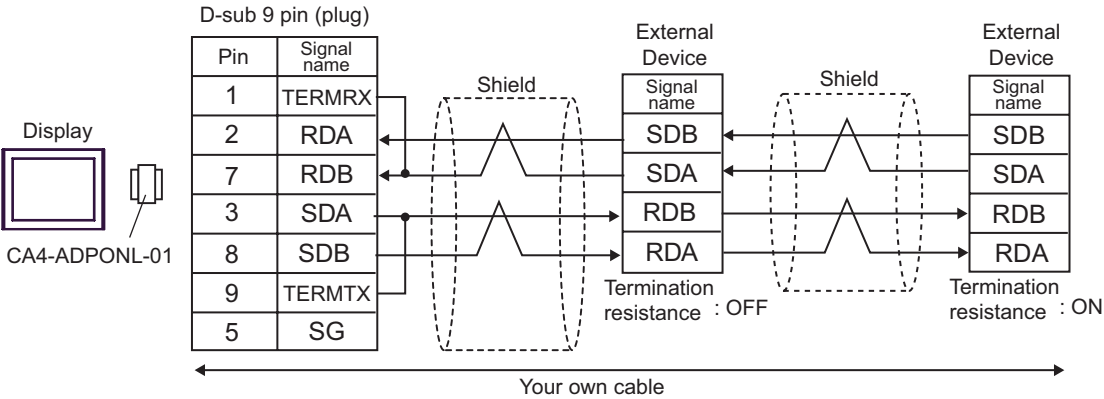 D-sub 9 pin (plug)
Pin
Signal
name
1
TERMRX
2
RDA
7
RDB
3
SDA
8
SDB
9
TERMTX
5
SG
Display
CA4-ADPONL-01
Shield
External
Device
Signal
name
SDB
SDA
RDB
RDA
Termination
resistance : OFF
Shield
External
Device
Signal
name
SDB
SDA
RDB
RDA
Termination
resistance : ON
Your own cable